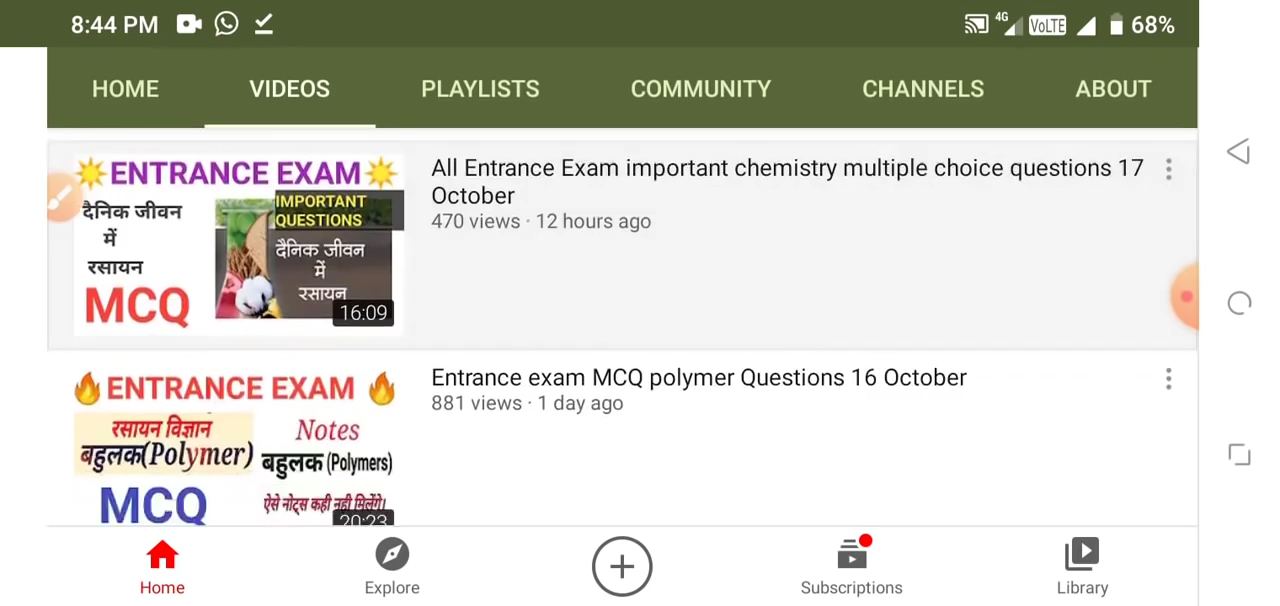 8:44 PM 4G VoLTE 68%
HOME VIDEOS PLAYLISTS COMMUNITY CHANNELS ABOUT
ENTRANCE EXAM
दैनिक जीवन
में
रसायन
MCQ
IMPORTANT
QUESTIONS
दैनिक जीवन
में
रसायन
16:09
All Entrance Exam important chemistry multiple choice questions 17
October
470 views · 12 hours ago
ENTRANCE EXAM
रसायन विज्ञान
बहुलक(Polymer)
MCQ
Notes
बहुलक (Polymers)
ऐसे नोट्स कही नही मिलेंगे।
20:23
Entrance exam MCQ polymer Questions 16 October
881 views · 1 day ago
Home Explore Subscriptions Library